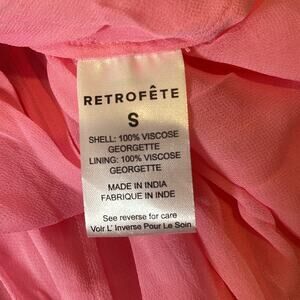 RETROFÊTE
S
SHELL: 100% VISCOSE
GEORGETTE
LINING: 100% VISCOSE
GEORGETTE
MADE IN INDIA
FABRIQUE IN INDE
See reverse for care
Voir L' Inverse Pour Le Soin